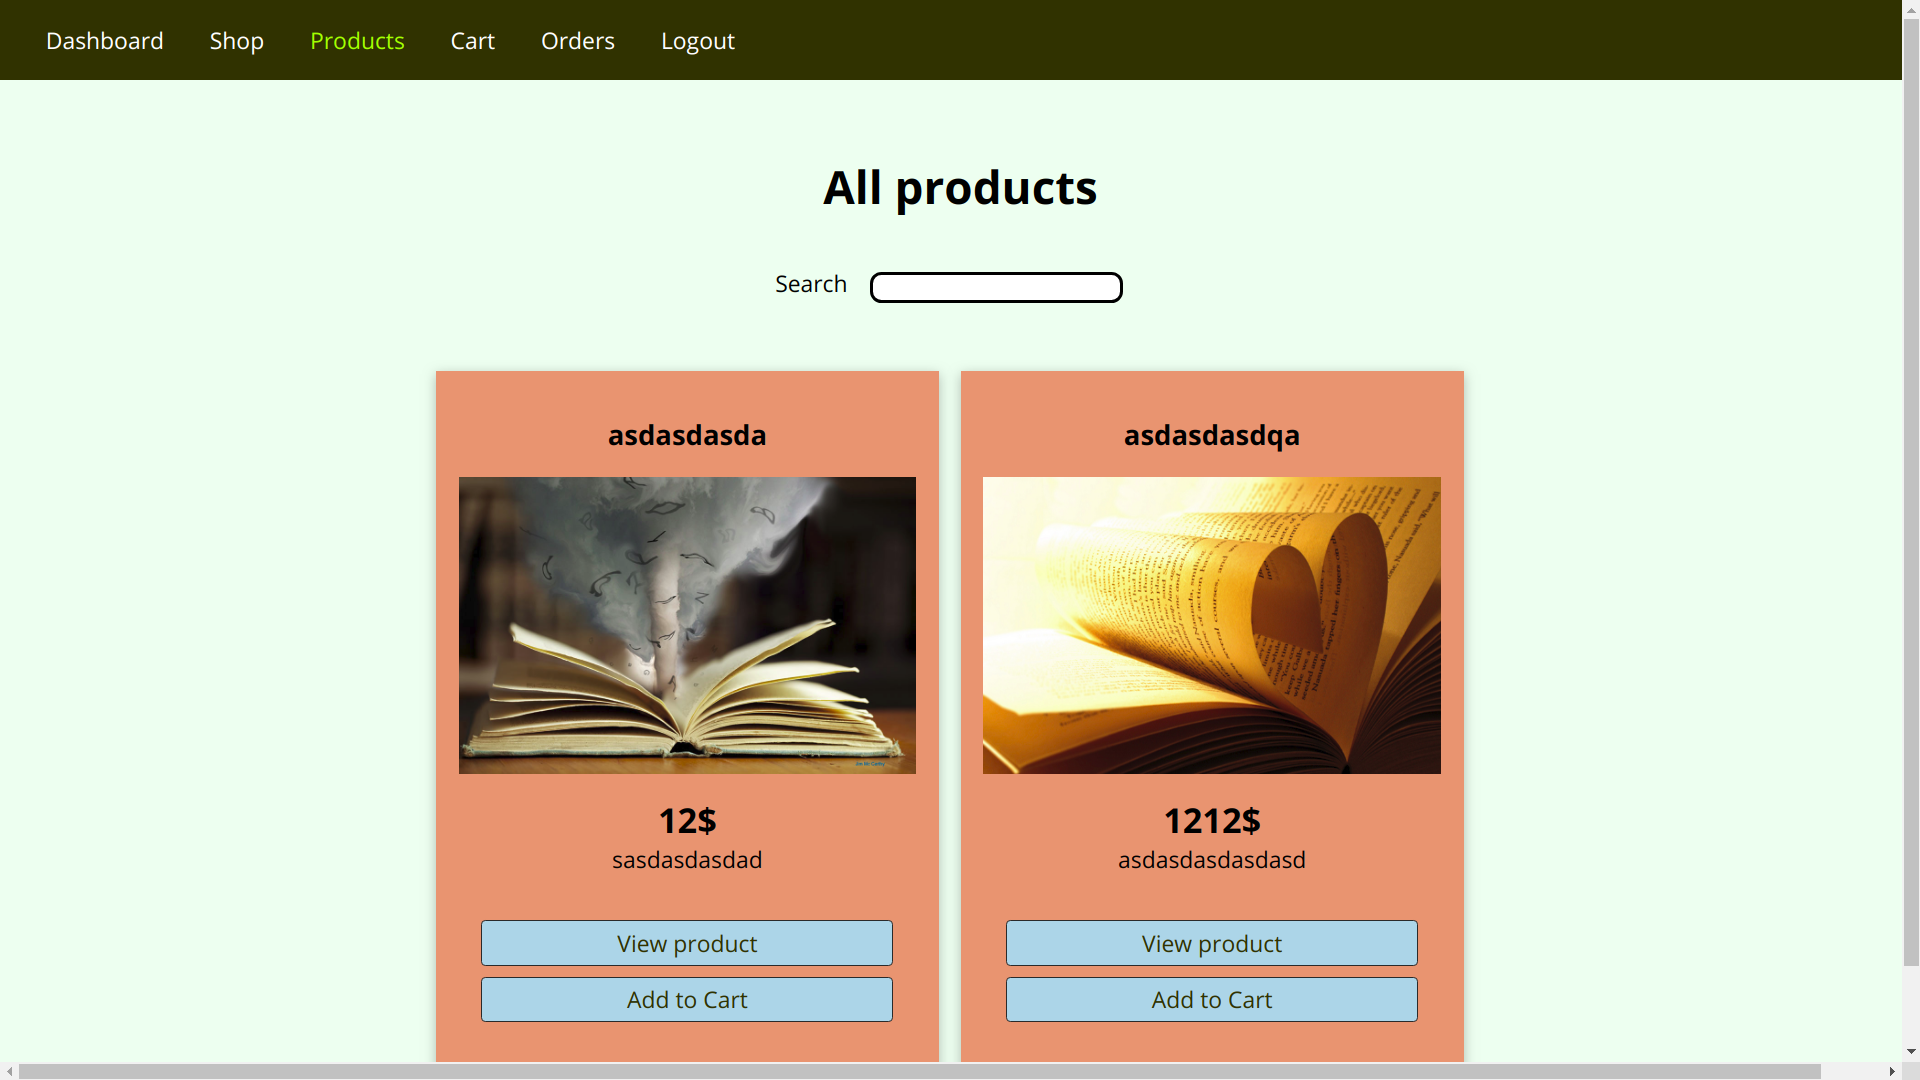 Dashboard Shop Products Cart Orders Logout
All products
Search
asdasdasda
asdasdasdqa
12$
sasdasdasdad
1212$
asdasdasdasdasd
View product
Add to Cart
View product
Add to Cart